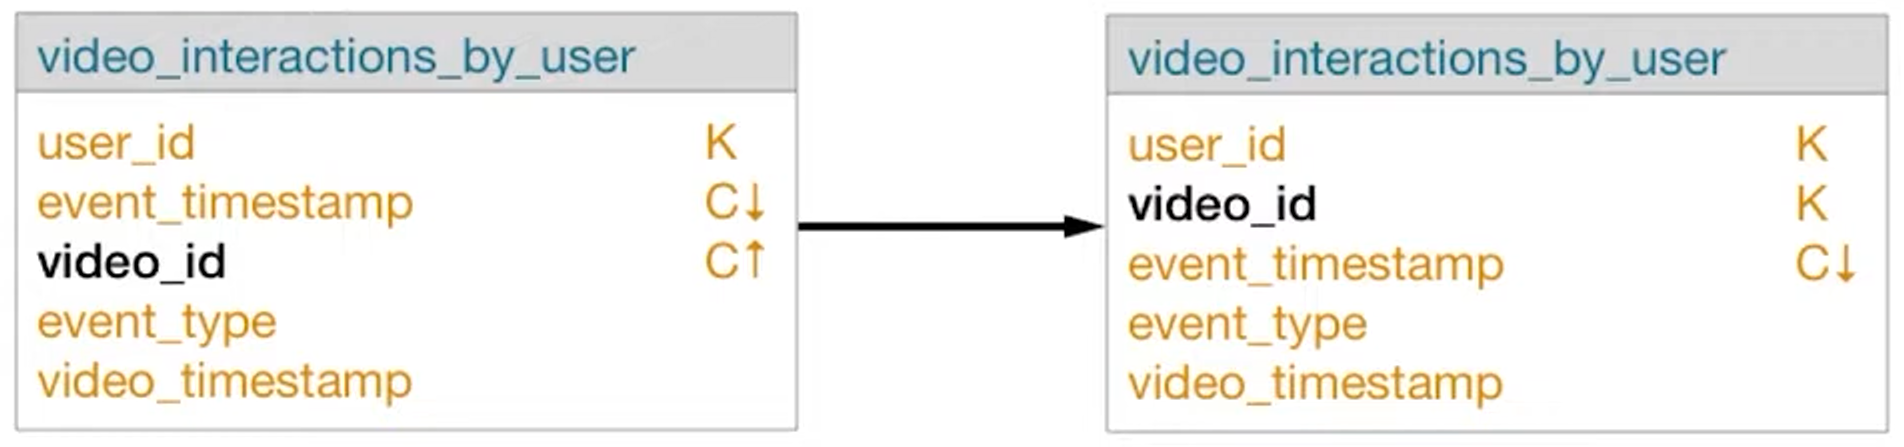 video_interactions_by_user
user_id K
event_timestamp C↓
video_id C↑
event_type
video_timestamp
video_interactions_by_user
user_id K
video_id K
event_timestamp C↓
event_type
video_timestamp